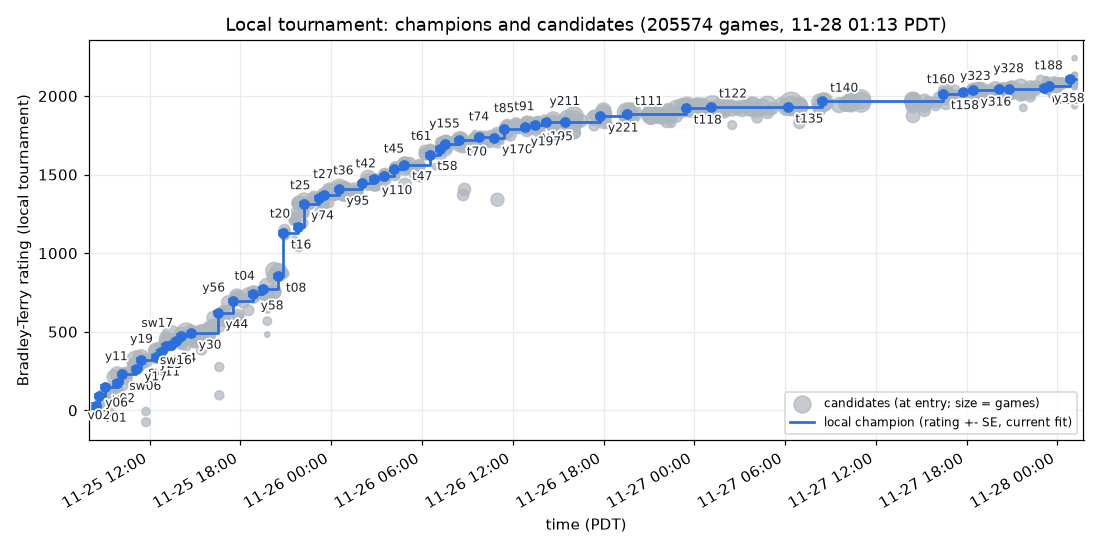 Local tournament: champions and candidates (205574 games, 11-28 01:13 PDT)
Bradley-Terry rating (local tournament)
2000
1500
1000
500
0
y06
sw06
y11
y19
y17
sw17
sw16
y30
y56
y44
t04
y58
t08
t20
t16
t25
y74
t27
t36
y95
t42
y110
t45
t47
t61
t58
y155
t70
t74
t85
t91
y170
y197
y211
y221
t111
t118
t122
t135
t140
t160
t158
y323
y316
y328
t188
y358
candidates (at entry; size = games)
local champion (rating +- SE, current fit)
11-25 12:00
11-25 18:00
11-26 00:00
11-26 06:00
11-26 12:00
11-26 18:00
11-27 00:00
11-27 06:00
11-27 12:00
11-27 18:00
11-28 00:00
time (PDT)